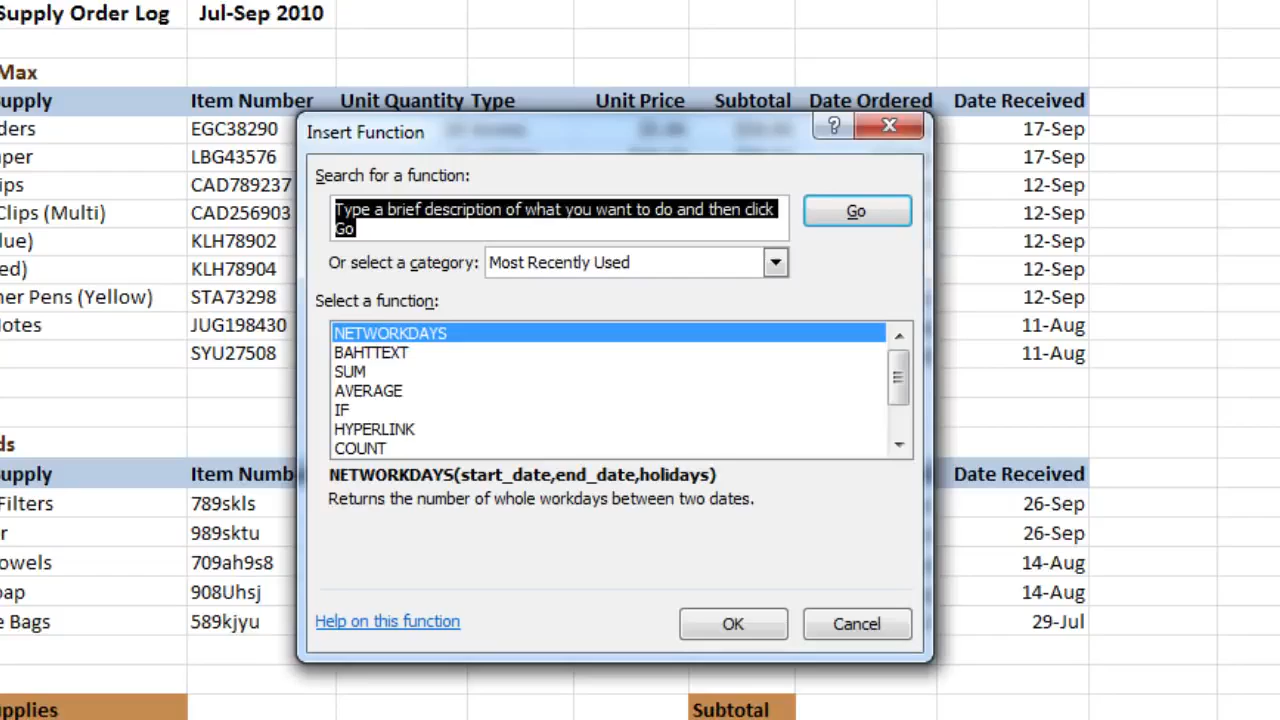 Supply Order Log Jul-Sep 2010
Max
upply Item Number Unit Quantity Type Unit Price Subtotal Date Ordered Date Received
ders EGC38290 17-Sep
aper LBG43576 17-Sep
ips CAD789237 12-Sep
Clips (Multi) CAD256903 12-Sep
lue) KLH78902 12-Sep
ed) KLH78904 12-Sep
ner Pens (Yellow) STA73298 12-Sep
Notes JUG198430 11-Aug
SYU27508 11-Aug
ds
upply Item Numb Date Received
Filters 789skls 26-Sep
r 989sktu 26-Sep
owels 709ah9s8 14-Aug
oap 908Uhsj 14-Aug
e Bags 589kjyu 29-Jul
pplies Subtotal
Insert Function
?
X
Search for a function:
Type a brief description of what you want to do and then click
Go
Go
Or select a category: Most Recently Used
Select a function:
NETWORKDAYS
BAHTTEXT
SUM
AVERAGE
IF
HYPERLINK
COUNT
NETWORKDAYS(start_date,end_date,holidays)
Returns the number of whole workdays between two dates.
Help on this function
OK
Cancel